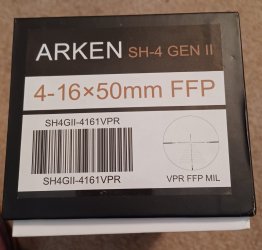 ARKEN SH-4 GEN II
4-16×50mm FFP
SH4GII-4161VPR
SH4GII-4161VPR
VPR FFP MIL